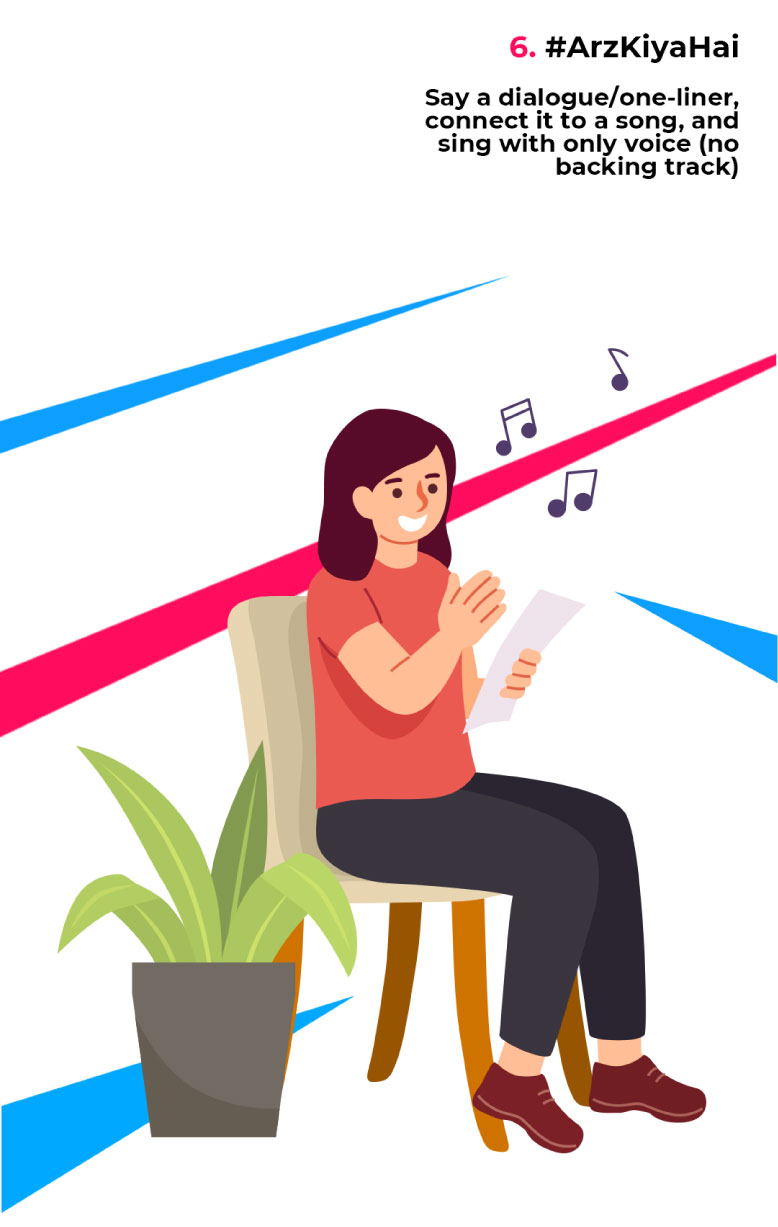 6. #ArzKiyaHai
Say a dialogue/one-liner,
connect it to a song, and
sing with only voice (no
backing track)